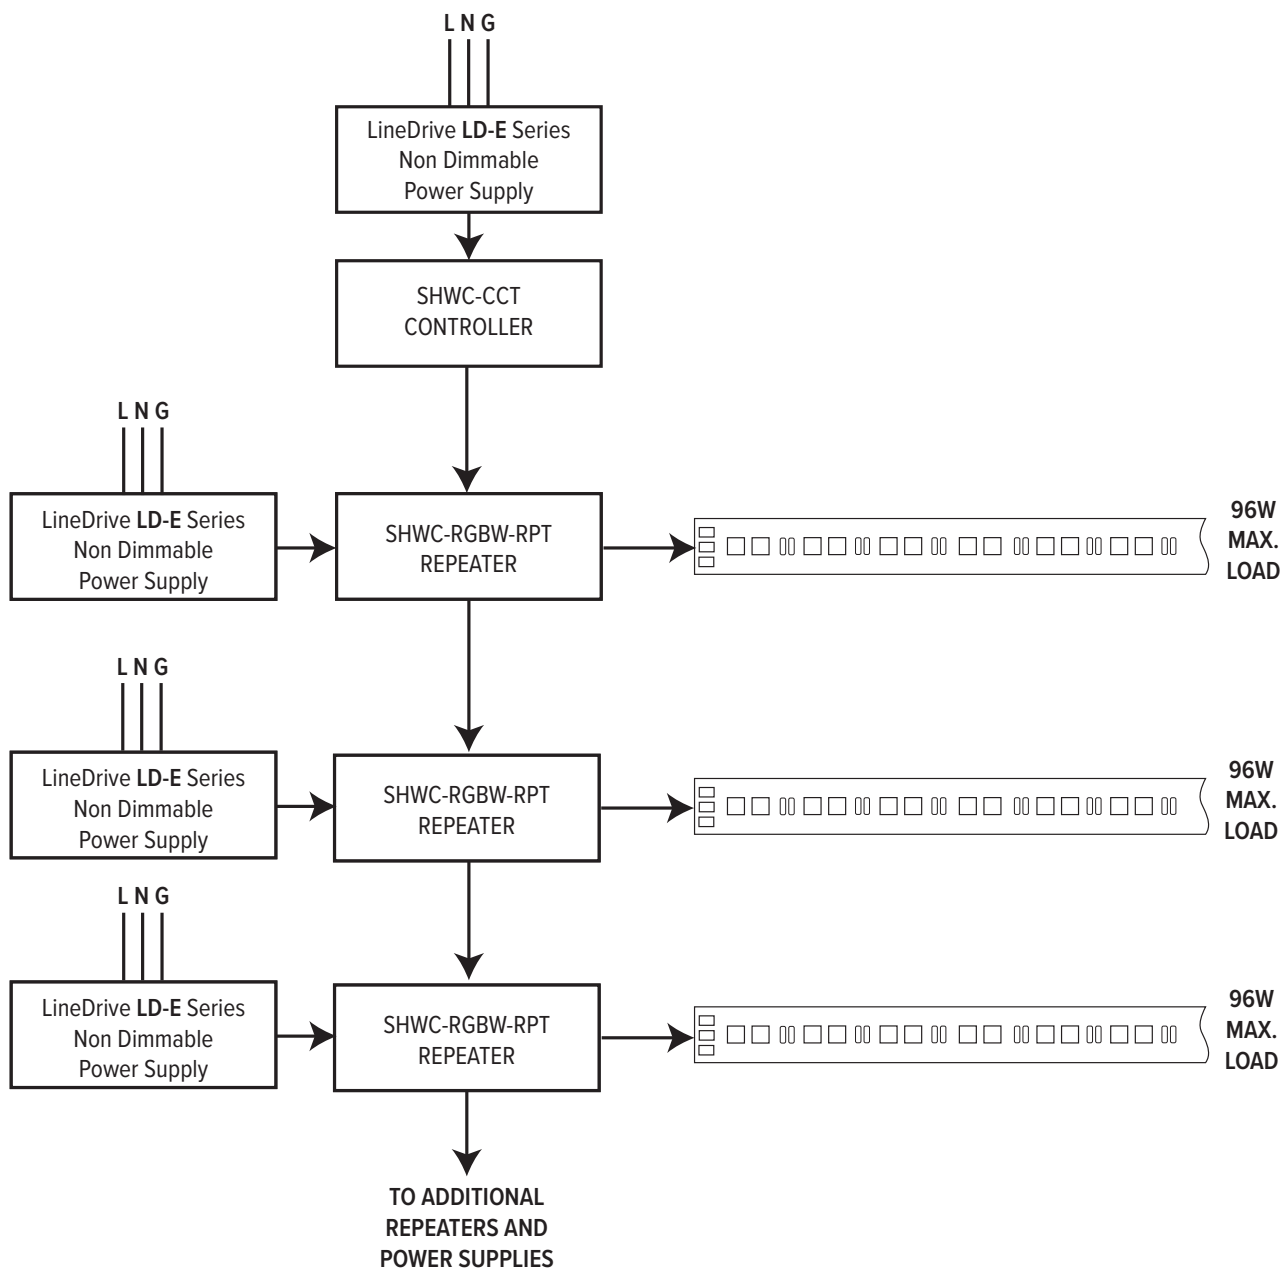 L N G
LineDrive LD-E Series
Non Dimmable
Power Supply
SHWC-CCT
CONTROLLER
L N G
LineDrive LD-E Series
Non Dimmable
Power Supply
SHWC-RGBW-RPT
REPEATER
96W
MAX.
LOAD
L N G
LineDrive LD-E Series
Non Dimmable
Power Supply
SHWC-RGBW-RPT
REPEATER
96W
MAX.
LOAD
L N G
LineDrive LD-E Series
Non Dimmable
Power Supply
SHWC-RGBW-RPT
REPEATER
96W
MAX.
LOAD
TO ADDITIONAL
REPEATERS AND
POWER SUPPLIES